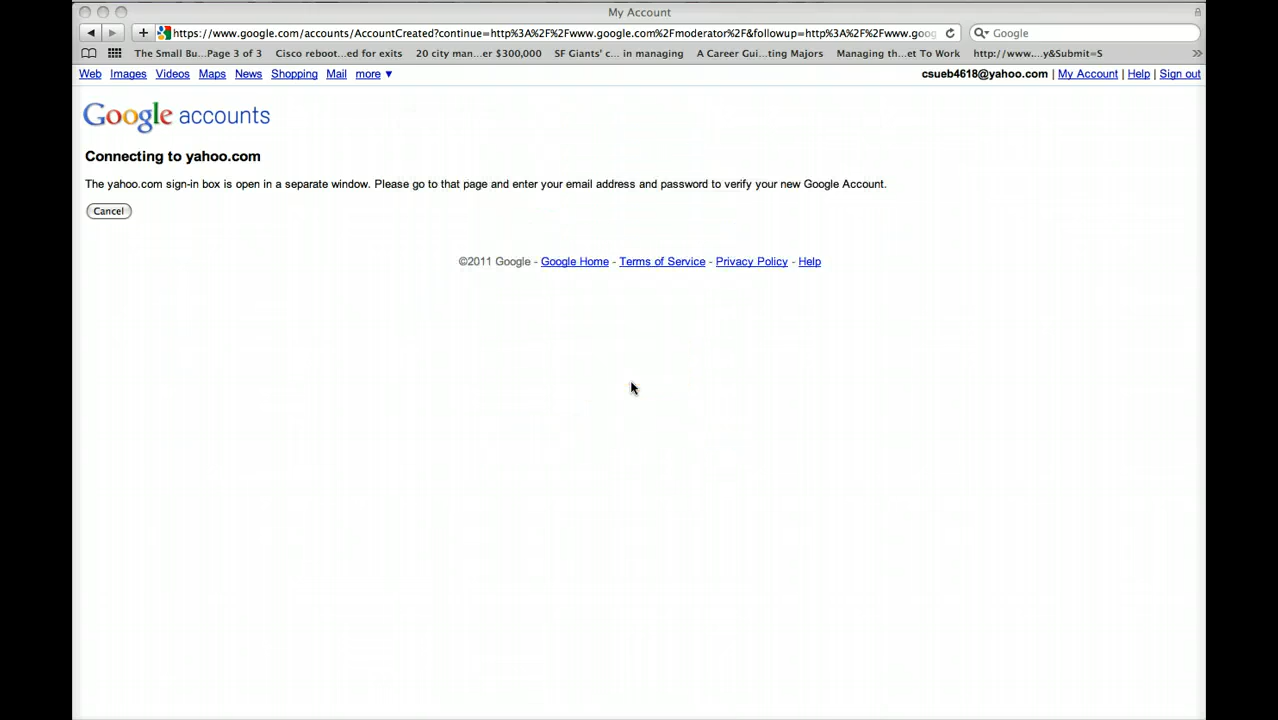 My Account
https://www.google.com/accounts/AccountCreated?continue=http%3A%2F%2Fwww.google.com%2Fmoderator%2F&followup=http%3A%2F%2Fwww.goog
Google
The Small Bu...Page 3 of 3 Cisco reboot...ed for exits 20 city man...er $300,000 SF Giants' c... in managing A Career Gui...ting Majors Managing th...et To Work http://www....y&Submit=S
Web Images Videos Maps News Shopping Mail more ▼ csueb4618@yahoo.com | My Account | Help | Sign out
Google accounts
Connecting to yahoo.com
The yahoo.com sign-in box is open in a separate window. Please go to that page and enter your email address and password to verify your new Google Account.
Cancel
©2011 Google - Google Home - Terms of Service - Privacy Policy - Help